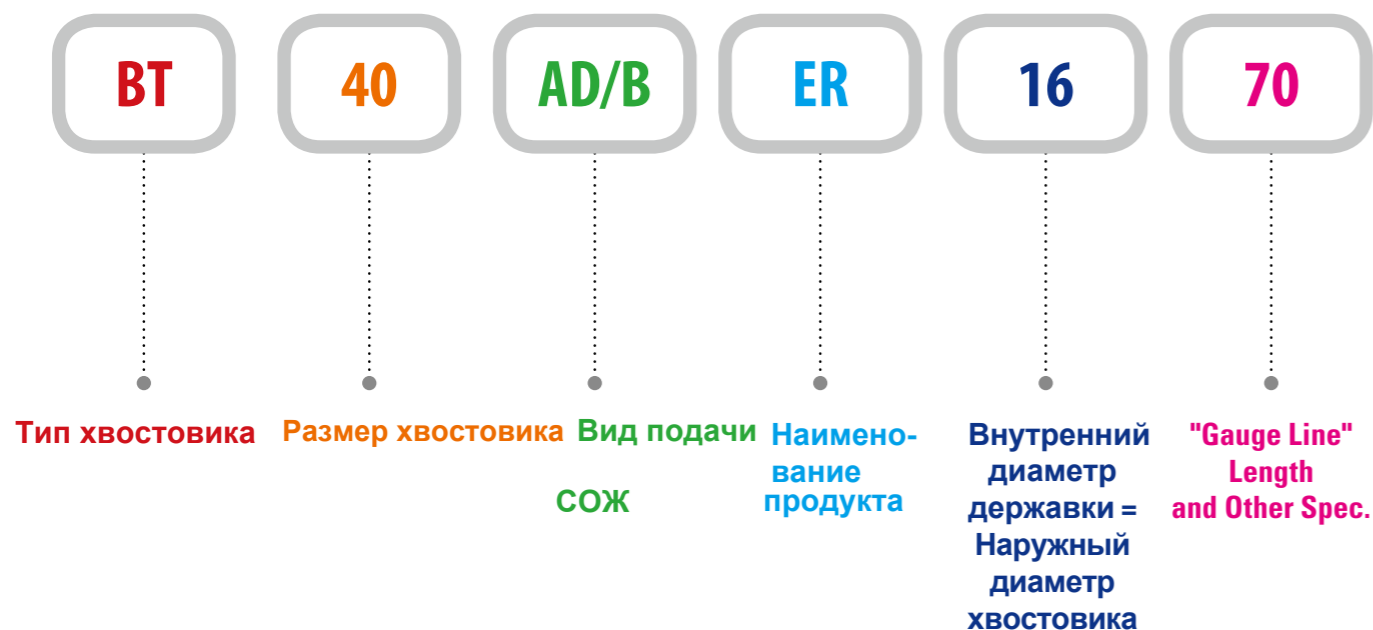 BT
40
AD/B
ER
16
70
Тип хвостовика
Размер хвостовика
Вид подачи
СОЖ
Наимено-
вание
продукта
Внутренний
диаметр
державки =
Наружный
диаметр
хвостовика
"Gauge Line"
Length
and Other Spec.